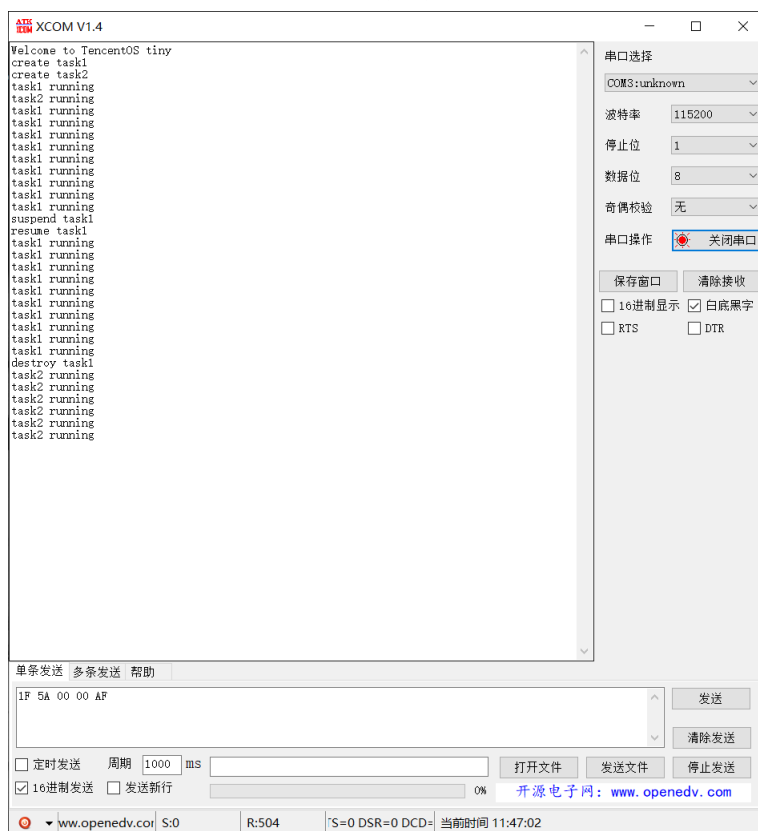 XCOM V1.4
Welcome to TencentOS tiny
create task1
create task2
task1 running
task2 running
task1 running
task1 running
task1 running
task1 running
task1 running
task1 running
task1 running
task1 running
task1 running
suspend task1
resume task1
task1 running
task1 running
task1 running
task1 running
task1 running
task1 running
task1 running
task1 running
task1 running
task1 running
destroy task1
task2 running
task2 running
task2 running
task2 running
task2 running
task2 running
串口选择
COM3:unknown
波特率 115200
停止位 1
数据位 8
奇偶校验 无
串口操作 关闭串口
保存窗口 清除接收
16进制显示 白底黑字
RTS DTR
单条发送 多条发送 帮助
1F 5A 00 00 AF
发送
清除发送
定时发送 周期 1000 ms 打开文件 发送文件 停止发送
16进制发送 发送新行 0% 开源电子网: www.openedv.com
ww.openedv.cor S:0 R:504 TS=0 DSR=0 DCD= 当前时间 11:47:02